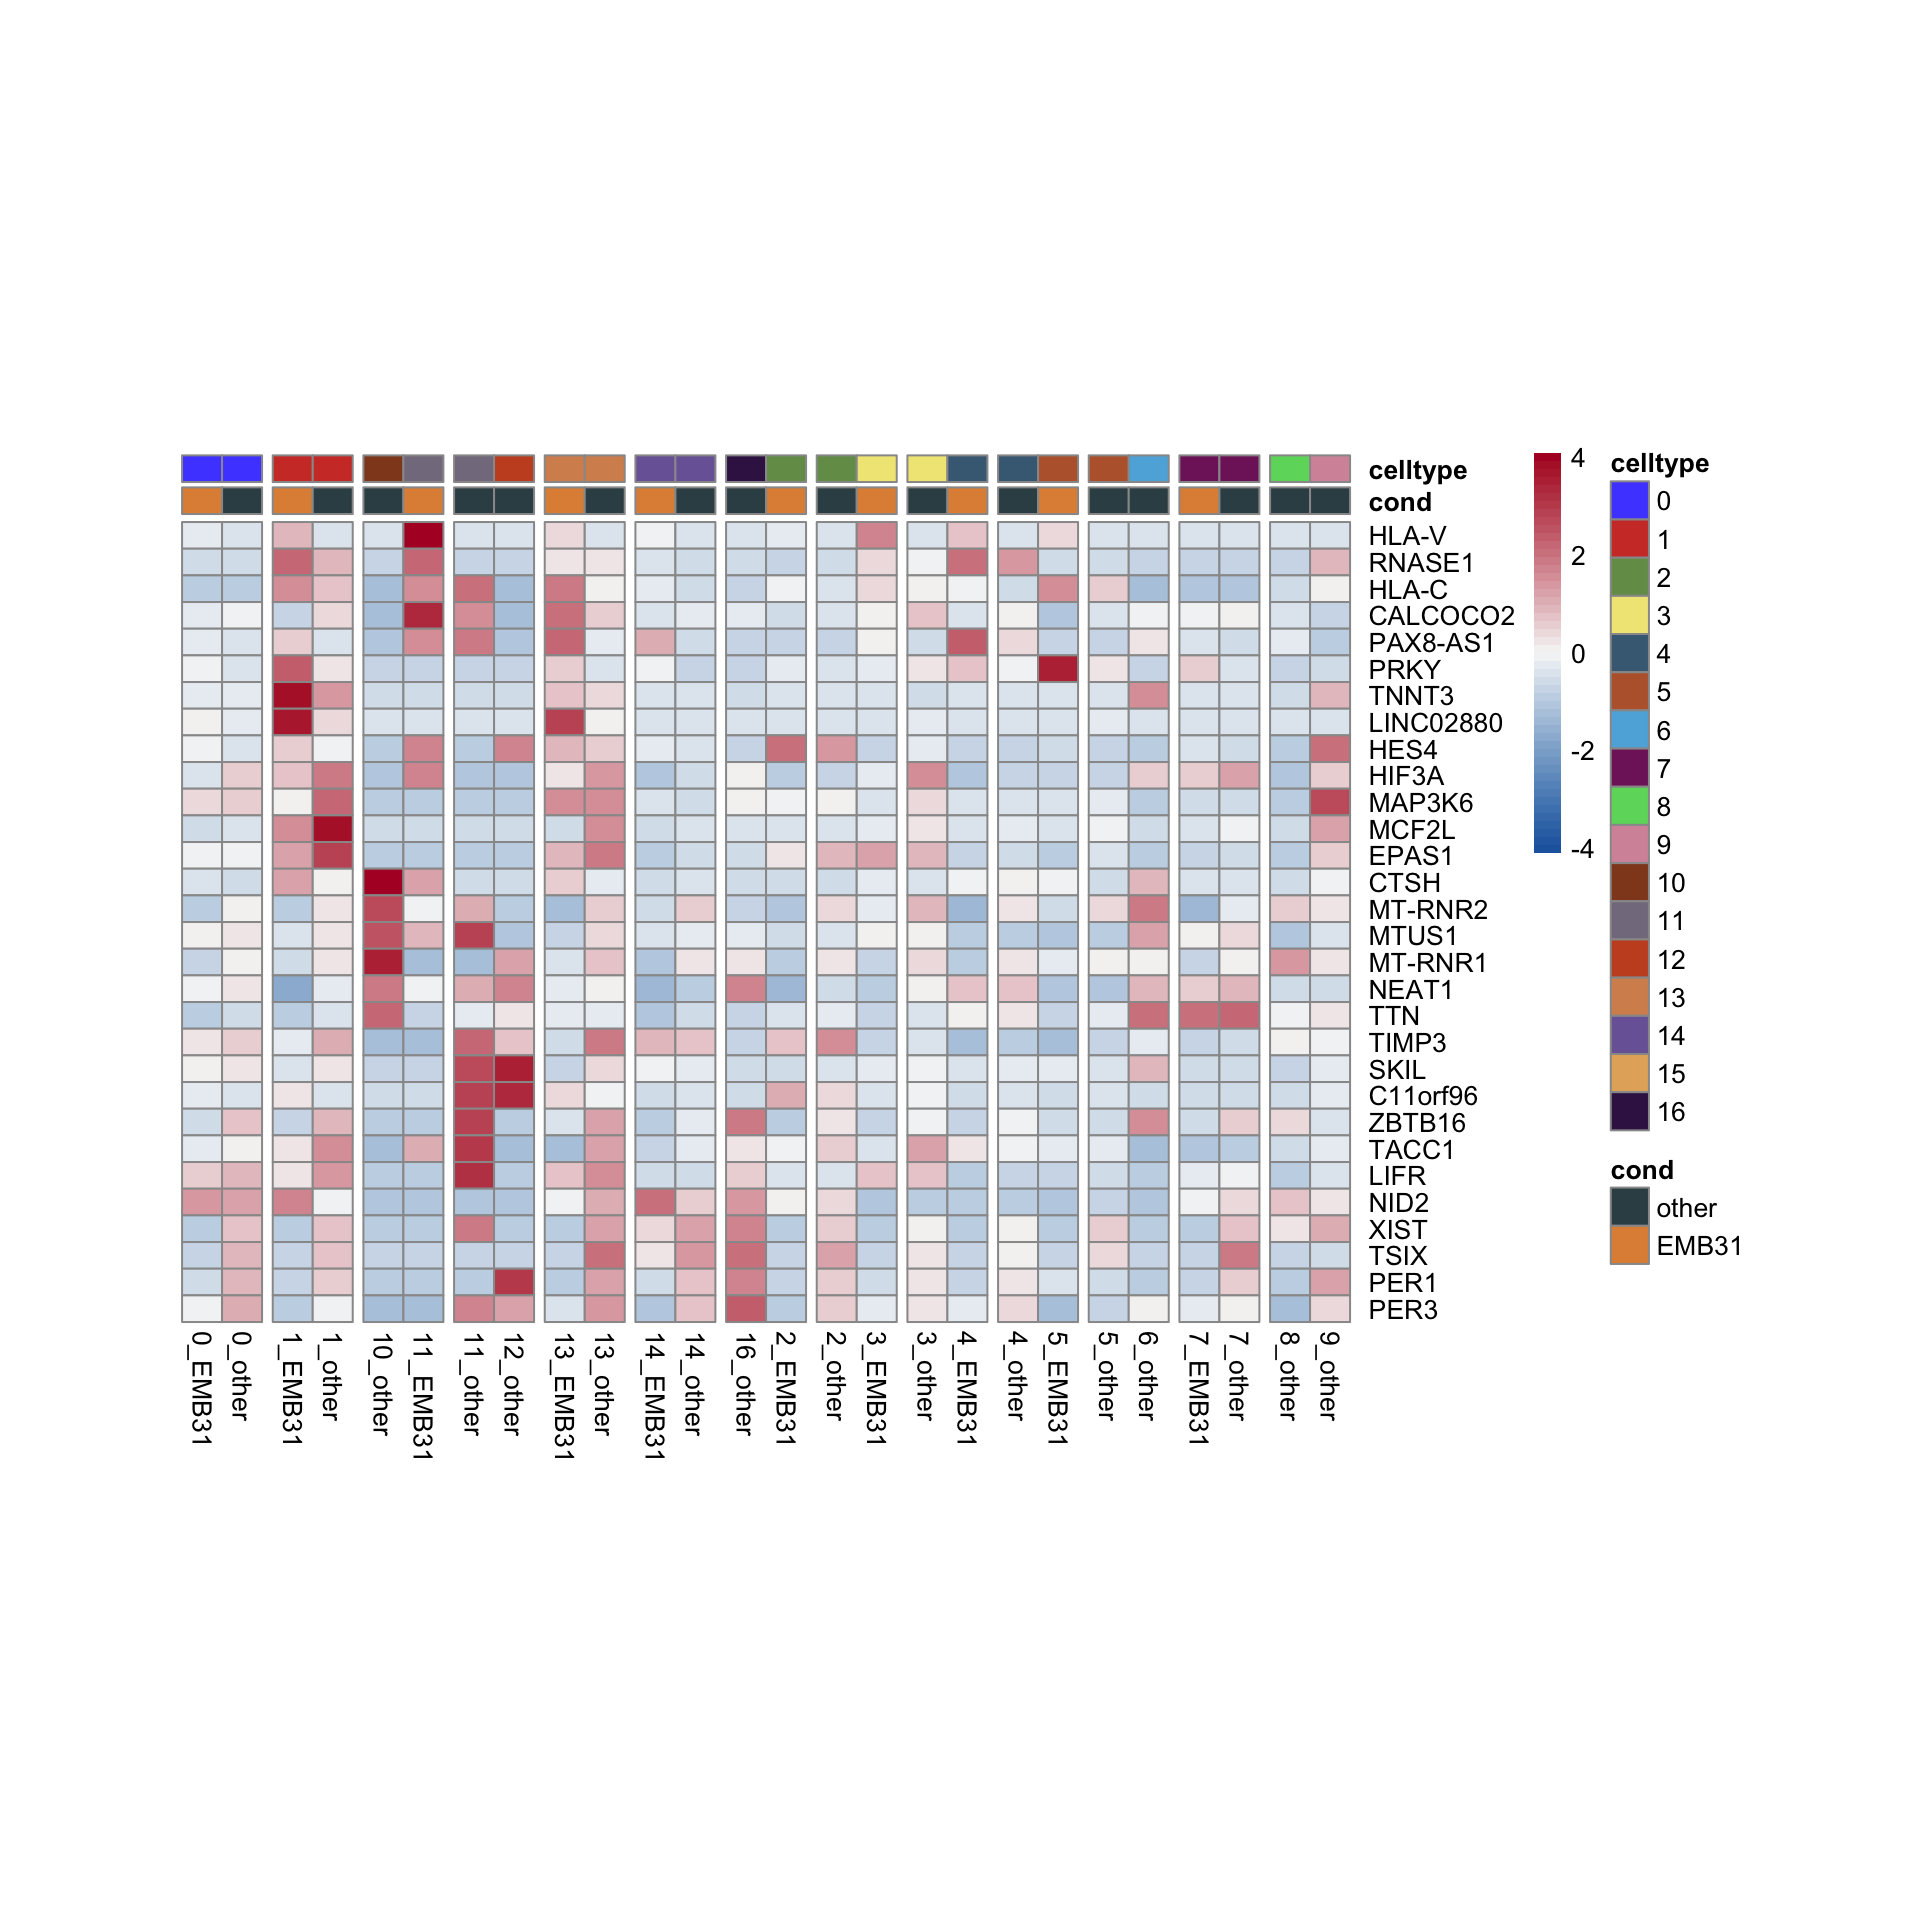 celltype
cond
HLA-V
RNASE1
HLA-C
CALCOCO2
PAX8-AS1
PRKY
TNNT3
LINC02880
HES4
HIF3A
MAP3K6
MCF2L
EPAS1
CTSH
MT-RNR2
MTUS1
MT-RNR1
NEAT1
TTN
TIMP3
SKIL
C11orf96
ZBTB16
TACC1
LIFR
NID2
XIST
TSIX
PER1
PER3
0_EMB31
0_other
1_EMB31
1_other
10_other
11_EMB31
11_other
12_other
13_EMB31
13_other
14_EMB31
14_other
16_other
2_EMB31
2_other
3_EMB31
3_other
4_EMB31
4_other
5_EMB31
5_other
6_other
7_EMB31
7_other
8_other
9_other
4
2
0
-2
-4
celltype
0
1
2
3
4
5
6
7
8
9
10
11
12
13
14
15
16
cond
other
EMB31